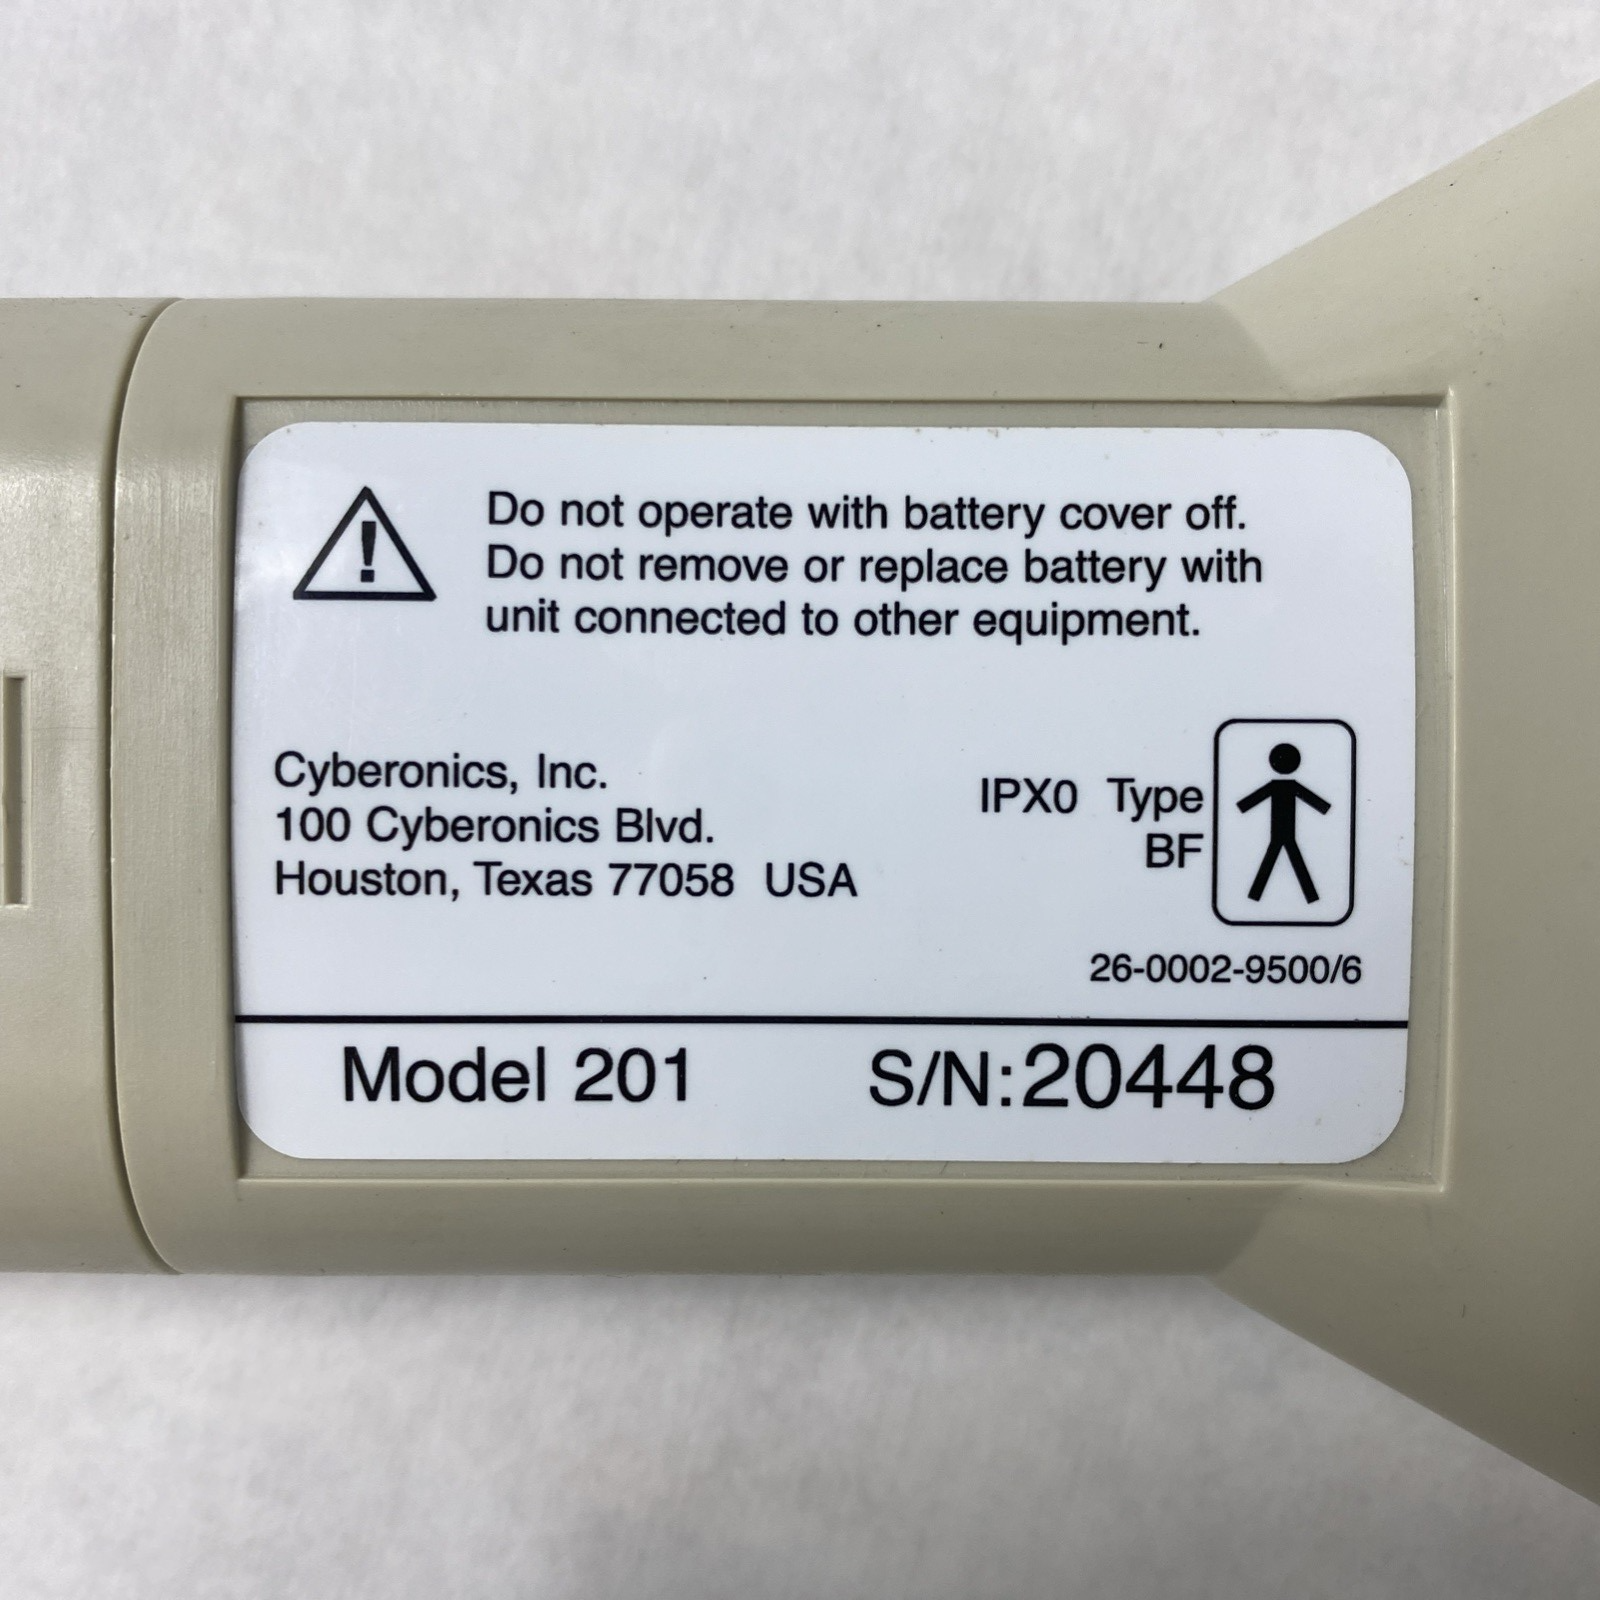 Do not operate with battery cover off.
Do not remove or replace battery with
unit connected to other equipment.
Cyberonics, Inc.
100 Cyberonics Blvd.
Houston, Texas 77058 USA
IPX0 Type
BF
26-0002-9500/6
Model 201 S/N:20448